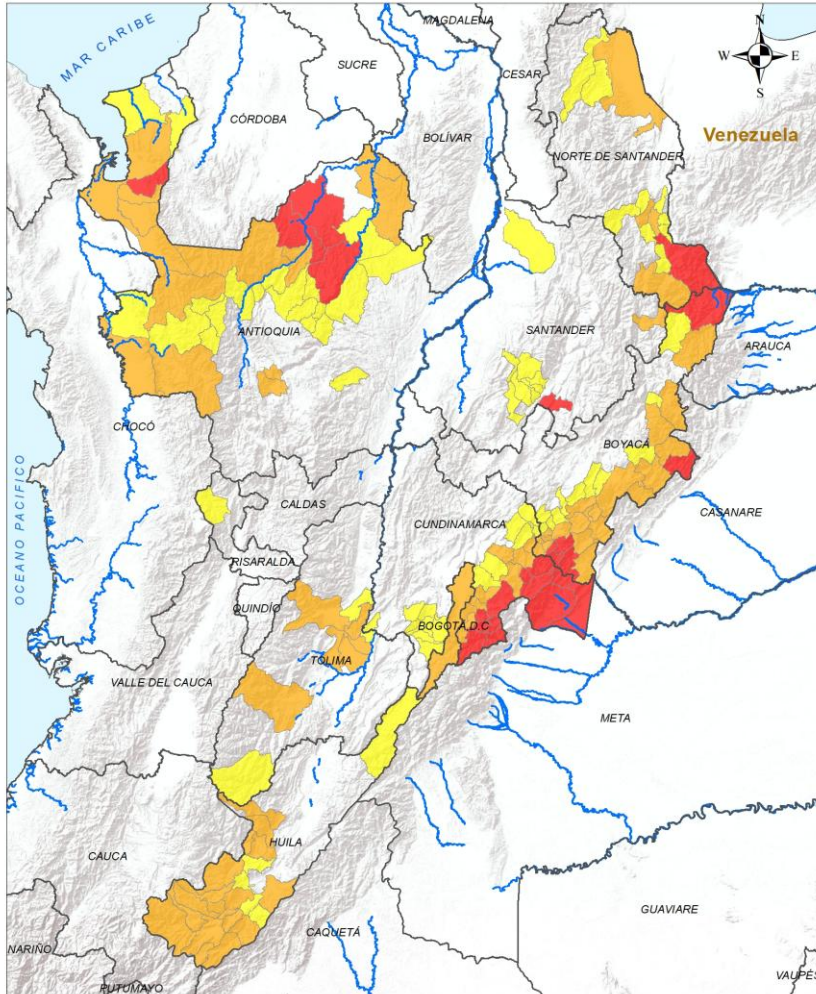 MAGDALENA
N
MAR CARIBE
SUCRE
CESAR
W
E
S
CÓRDOBA
BOLÍVAR
Venezuela
NORTE DE SANTANDER
ANTIOQUIA
SANTANDER
ARAUCA
CHOCÓ
BOYACÁ
OCEANO PACIFICO
CALDAS
CUNDINAMARCA
CASANARE
RISARALDA
QUINDÍO
BOGOTÁ D.C
TOLIMA
VALLE DEL CAUCA
META
HUILA
CAUCA
GUAVIARE
CAQUETÁ
NARIÑO
PUTUMAYO
VAUPÉS